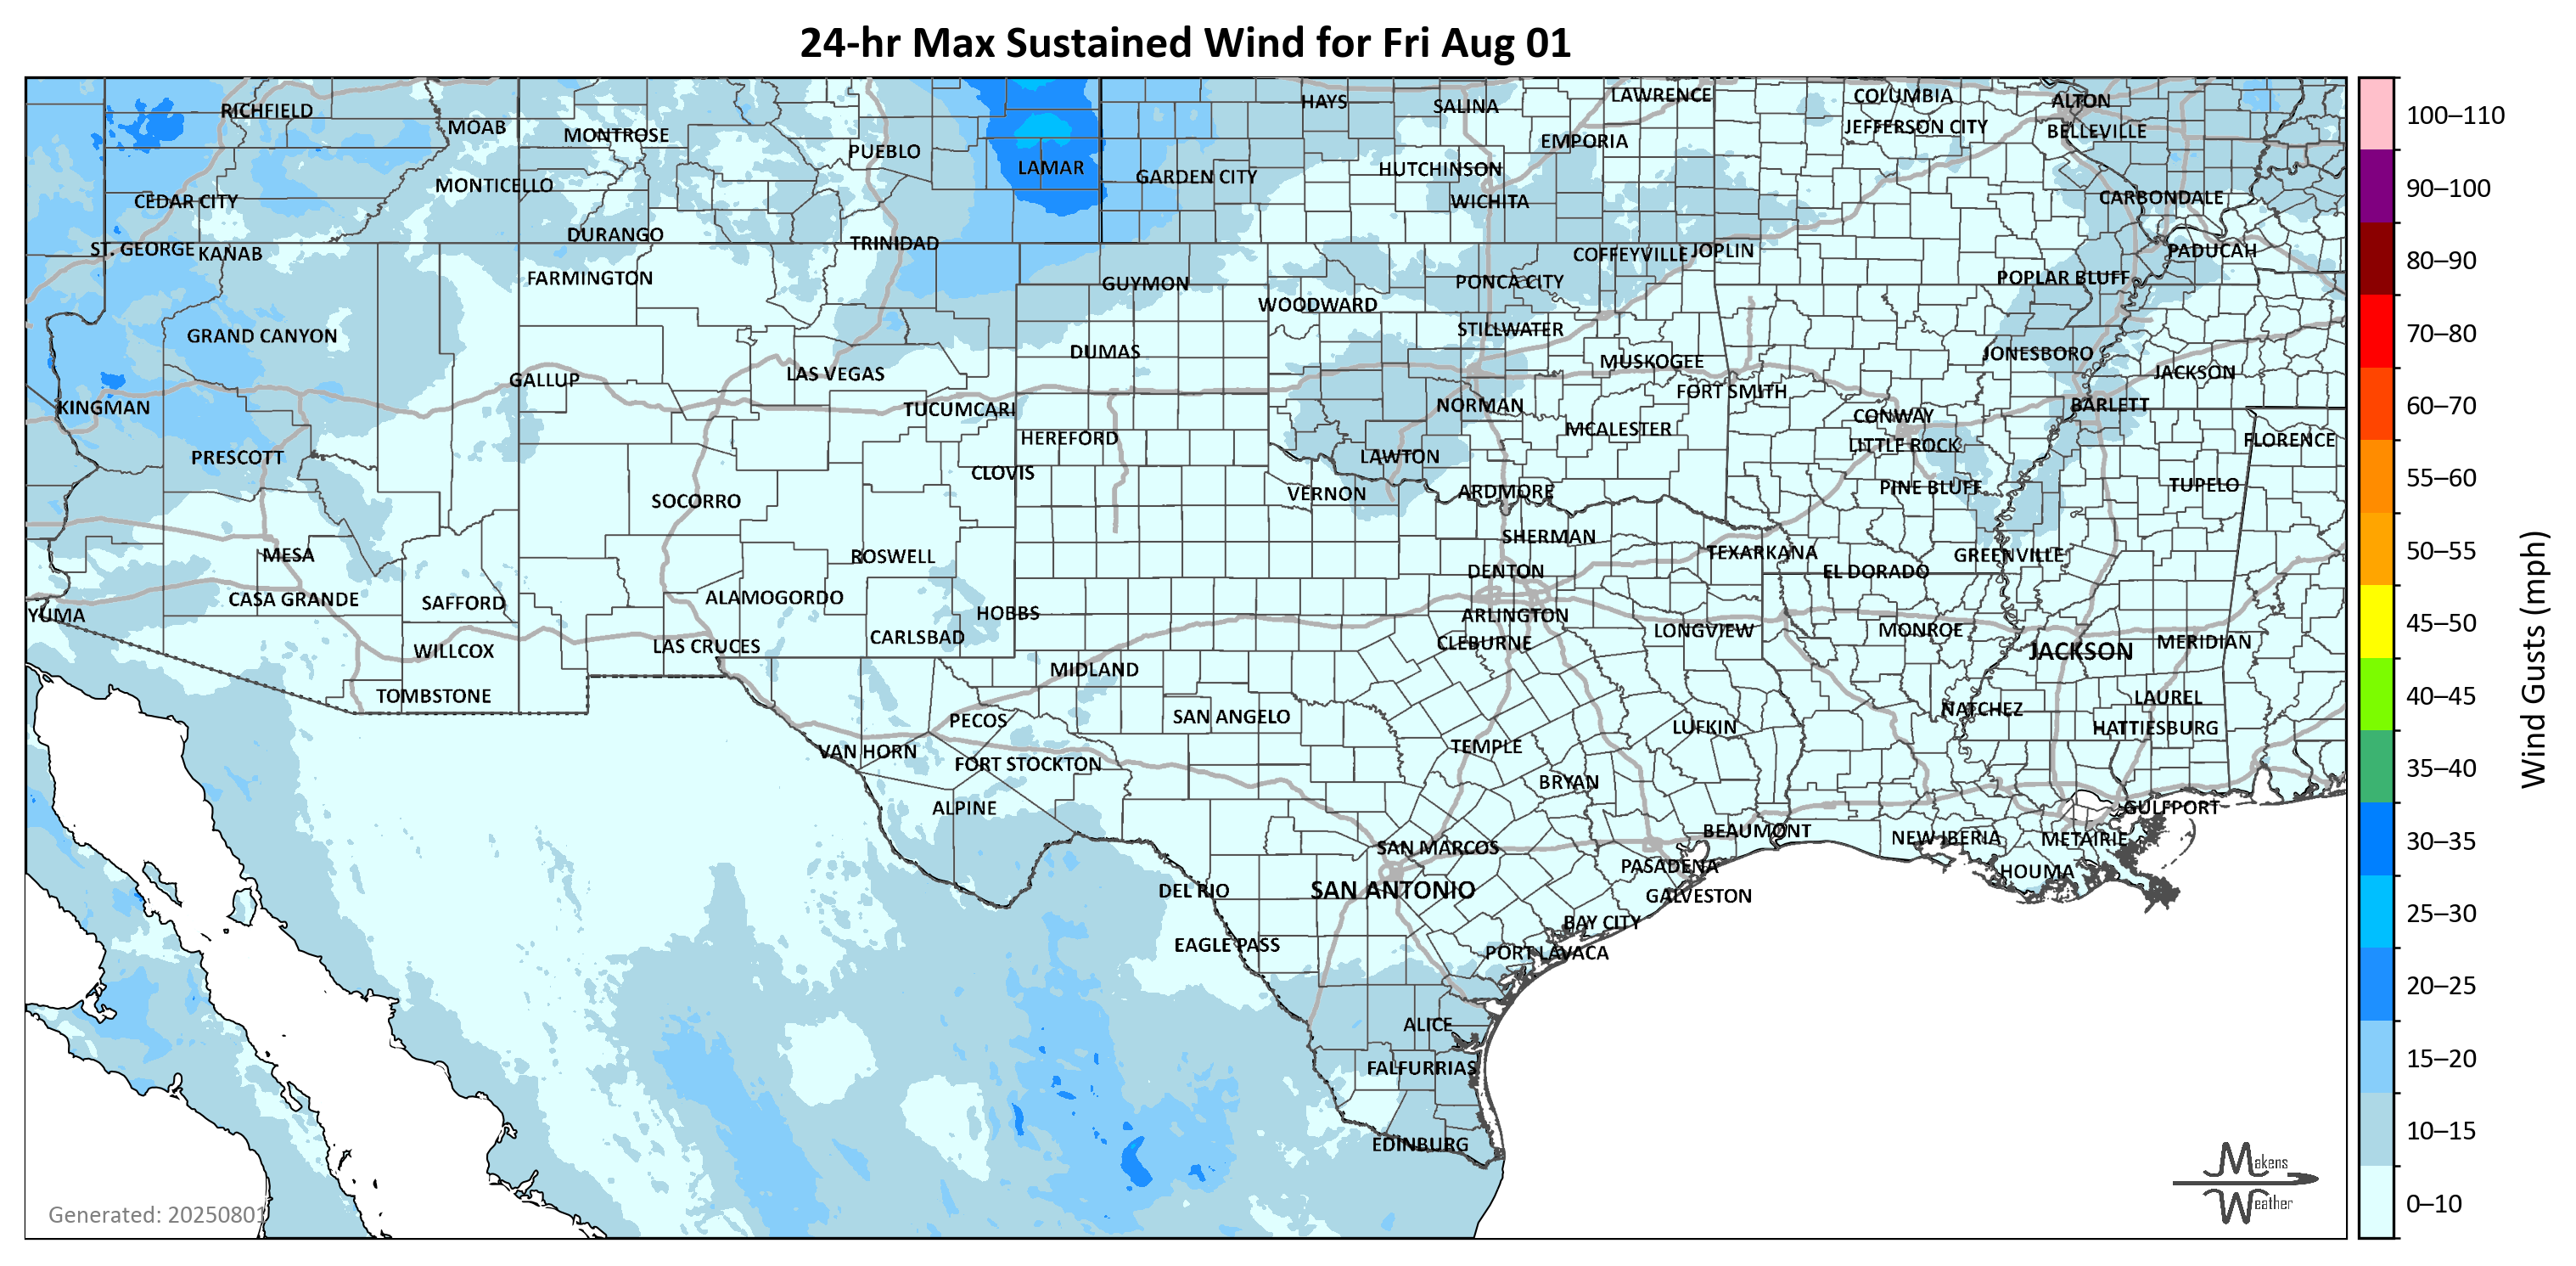 24-hr Max Sustained Wind for Fri Aug 01
RICHFIELD
MOAB
MONTROSE
PUEBLO
LAMAR
HAYS
SALINA
LAWRENCE
COLUMBIA
ALTON
JEFFERSON CITY
BELLEVILLE
EMPORIA
HUTCHINSON
GARDEN CITY
MONTICELLO
CEDAR CITY
WICHITA
CARBONDALE
DURANGO
TRINIDAD
ST. GEORGE
KANAB
COFFEYVILLE
JOPLIN
PADUCAH
FARMINGTON
GUYMON
PONCA CITY
POPLAR BLUFF
WOODWARD
GRAND CANYON
STILLWATER
DUMAS
JONESBORO
MUSKOGEE
LAS VEGAS
JACKSON
GALLUP
FORT SMITH
KINGMAN
TUCUMCARI
NORMAN
CONWAY
BARLETT
MCALESTER
HEREFORD
LITTLE ROCK
FLORENCE
PRESCOTT
LAWTON
CLOVIS
TUPELO
PINE BLUFF
VERNON
ARDMORE
SOCORRO
SHERMAN
MESA
ROSWELL
TEXARKANA
GREENVILLE
DENTON
EL DORADO
CASA GRANDE
SAFFORD
ALAMOGORDO
HOBBS
YUMA
ARLINGTON
CARLSBAD
CLEBURNE
LONGVIEW
MONROE
MERIDIAN
LAS CRUCES
WILLCOX
JACKSON
MIDLAND
TOMBSTONE
LAUREL
NATCHEZ
PECOS
SAN ANGELO
LUFKIN
HATTIESBURG
TEMPLE
VAN HORN
FORT STOCKTON
BRYAN
ALPINE
GULFPORT
BEAUMONT
NEW IBERIA
METAIRIE
SAN MARCOS
PASADENA
HOUMA
DEL RIO
SAN ANTONIO
GALVESTON
BAY CITY
EAGLE PASS
PORT LAVACA
ALICE
FALFURRIAS
EDINBURG
Generated: 20250801
Makens
Weather
100–110
90–100
80–90
70–80
60–70
55–60
50–55
45–50
40–45
35–40
30–35
25–30
20–25
15–20
10–15
0–10
Wind Gusts (mph)